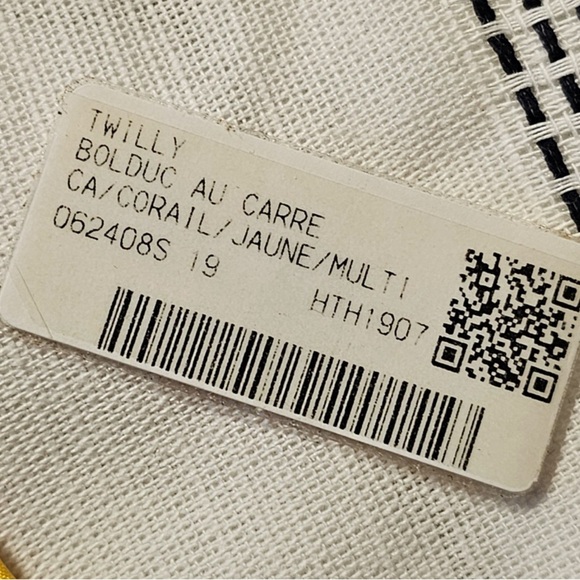 TWILLY
BOLDUC AU CARRE
CA/CORAIL/JAUNE/MULTI
062408S 19
HTH1907